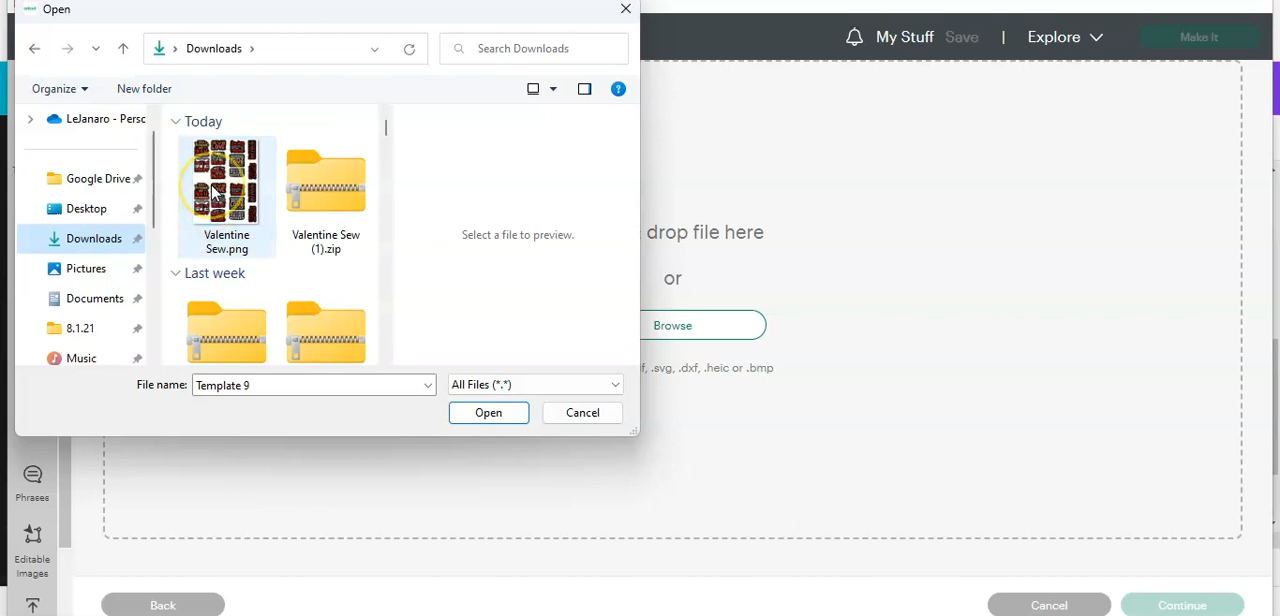 Open
Downloads
Search Downloads
My Stuff
Save
|
Explore
Make It
Organize
New folder
LeJanaro - Persc
Google Drive
Desktop
Downloads
Pictures
Documents
8.1.21
Music
Today
Valentine
Sew.png
Valentine Sew
(1).zip
Last week
Select a file to preview.
drop file here
or
Browse
.svg, .dxf, .heic or .bmp
File name:
Template 9
All Files (*.*)
Open
Cancel
Phrases
Editable
Images
Back
Cancel
Continue